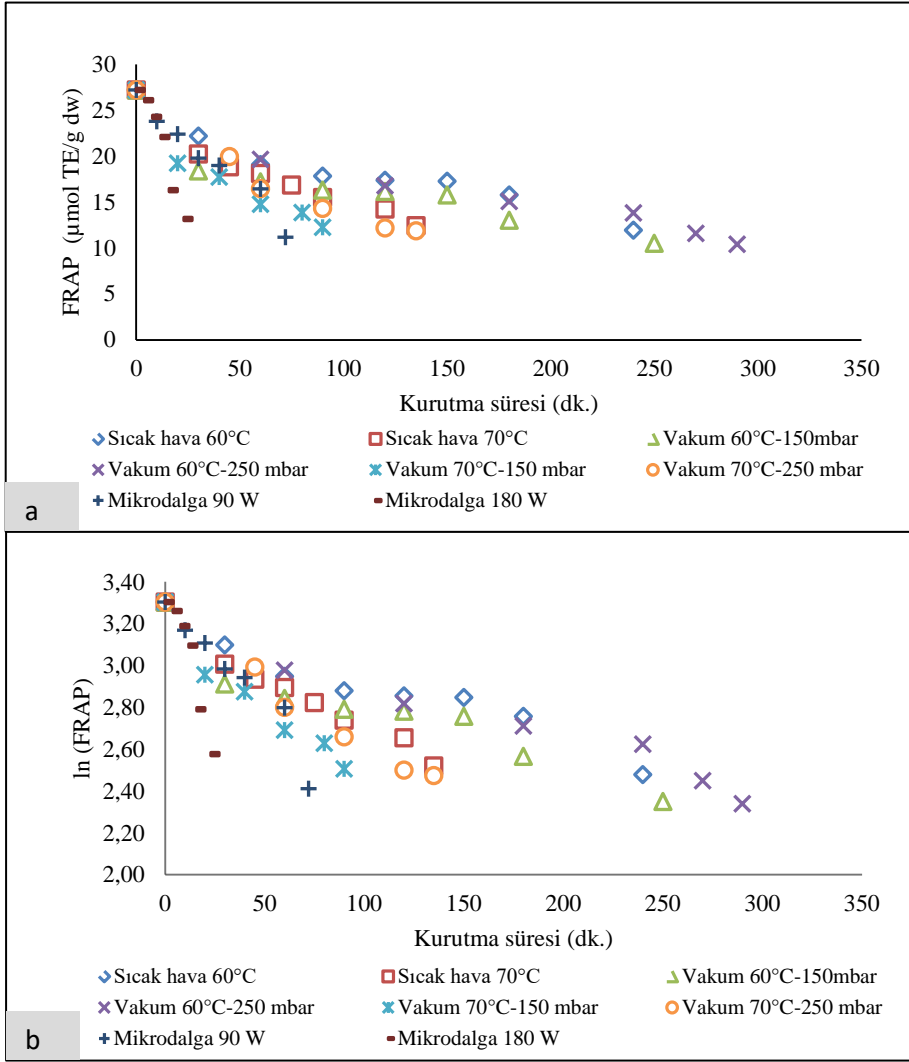 30
25
20
15
10
5
0
FRAP (µmol TE/g dw)
0 50 100 150 200 250 300 350
Kurutma süresi (dk.)
Sıcak hava 60°C Sıcak hava 70°C Vakum 60°C-150mbar
Vakum 60°C-250 mbar Vakum 70°C-150 mbar Vakum 70°C-250 mbar
Mikrodalga 90 W Mikrodalga 180 W
a
3,40
3,20
3,00
2,80
2,60
2,40
2,20
2,00
ln (FRAP)
0 50 100 150 200 250 300 350
Kurutma süresi (dk.)
Sıcak hava 60°C Sıcak hava 70°C Vakum 60°C-150mbar
Vakum 60°C-250 mbar Vakum 70°C-150 mbar Vakum 70°C-250 mbar
Mikrodalga 90 W Mikrodalga 180 W
b